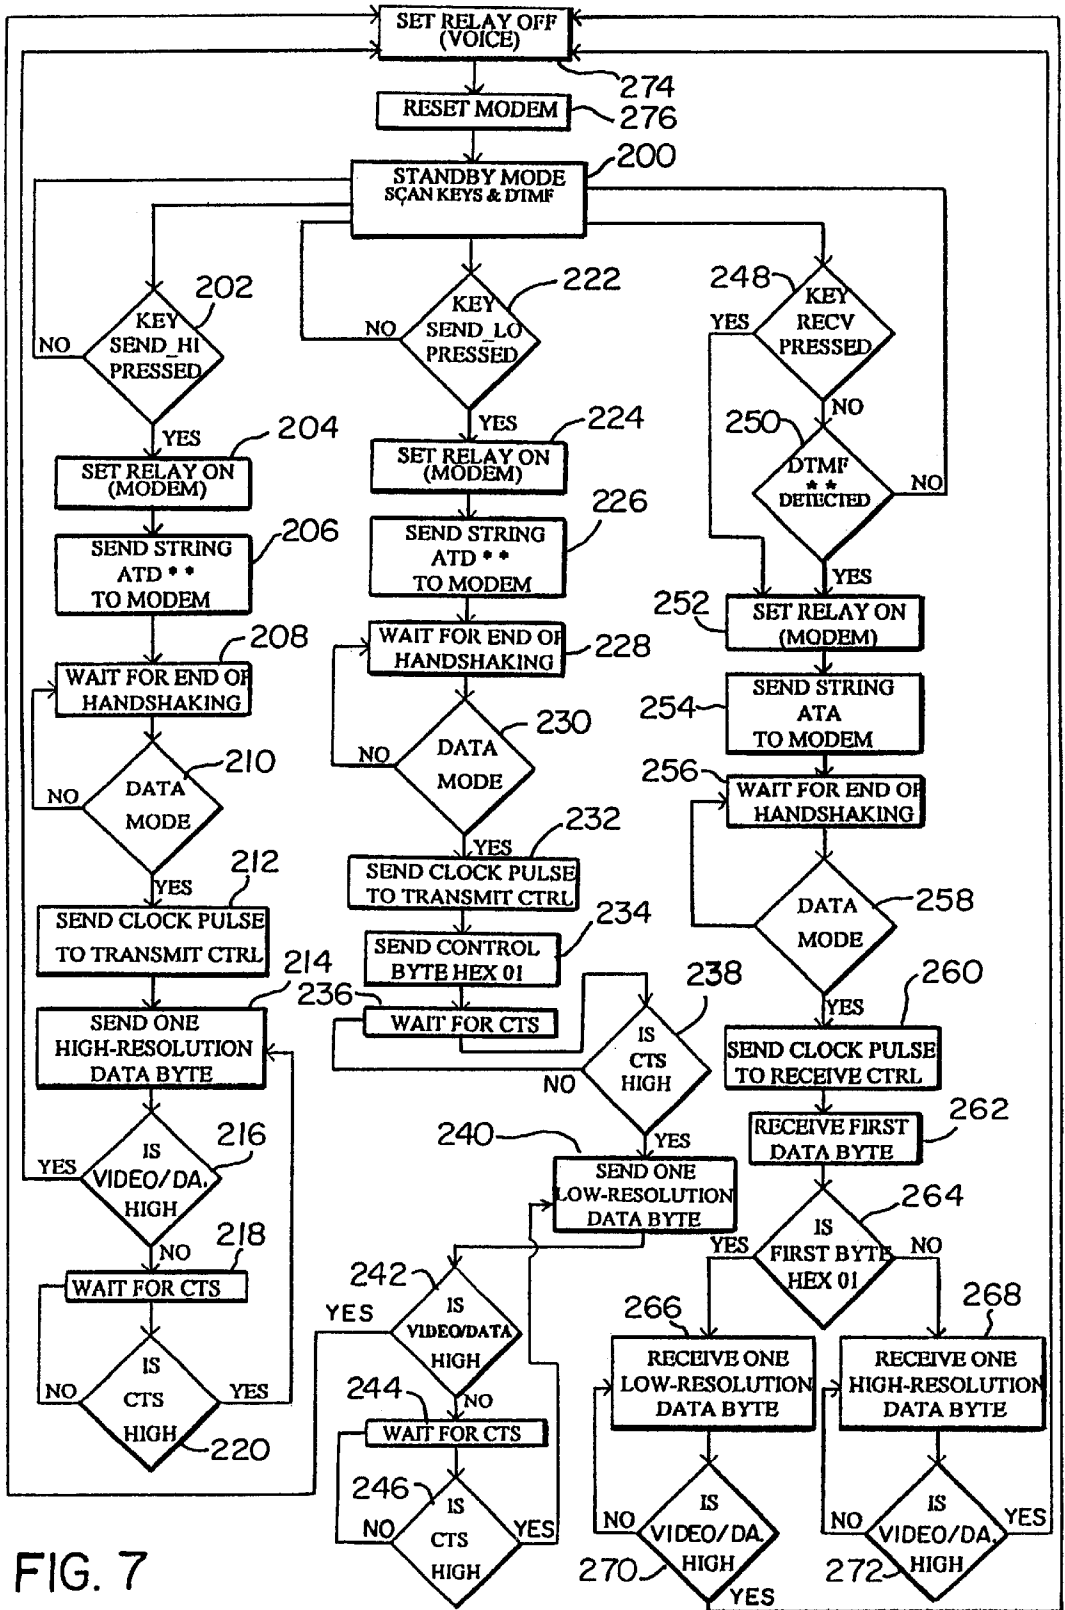 SET RELAY OFF
(VOICE)
274
RESET MODEM
276
200
STANDBY MODE
SCAN KEYS & DTMF
202
KEY
SEND_HI
PRESSED
NO
YES
204
SET RELAY ON
(MODEM)
206
SEND STRING
ATD * *
TO MODEM
208
WAIT FOR END OF
HANDSHAKING
210
DATA
MODE
NO
YES
212
SEND CLOCK PULSE
TO TRANSMIT CTRL
214
SEND ONE
HIGH-RESOLUTION
DATA BYTE
216
IS
VIDEO/DA.
HIGH
YES
NO
218
WAIT FOR CTS
IS
CTS
HIGH
NO
YES
220
222
KEY
SEND_LO
PRESSED
NO
YES
224
SET RELAY ON
(MODEM)
226
SEND STRING
ATD * *
TO MODEM
WAIT FOR END OF
HANDSHAKING
228
230
DATA
MODE
NO
YES
232
SEND CLOCK PULSE
TO TRANSMIT CTRL
234
SEND CONTROL
BYTE HEX 01
236
WAIT FOR CTS
238
IS
CTS
HIGH
NO
YES
240
SEND ONE
LOW-RESOLUTION
DATA BYTE
242
IS
VIDEO/DATA
HIGH
YES
NO
244
WAIT FOR CTS
246
IS
CTS
HIGH
NO
YES
248
KEY
RECV
PRESSED
YES
NO
250
DTMF
* *
DETECTED
NO
YES
252
SET RELAY ON
(MODEM)
254
SEND STRING
ATA
TO MODEM
256
WAIT FOR END OF
HANDSHAKING
DATA
MODE
258
YES
260
SEND CLOCK PULSE
TO RECEIVE CTRL
262
RECEIVE FIRST
DATA BYTE
264
IS
FIRST BYTE
HEX 01
YES
NO
266
RECEIVE ONE
LOW-RESOLUTION
DATA BYTE
268
RECEIVE ONE
HIGH-RESOLUTION
DATA BYTE
IS
VIDEO/DA.
HIGH
NO
270
YES
IS
VIDEO/DA.
HIGH
NO
YES
272
FIG. 7